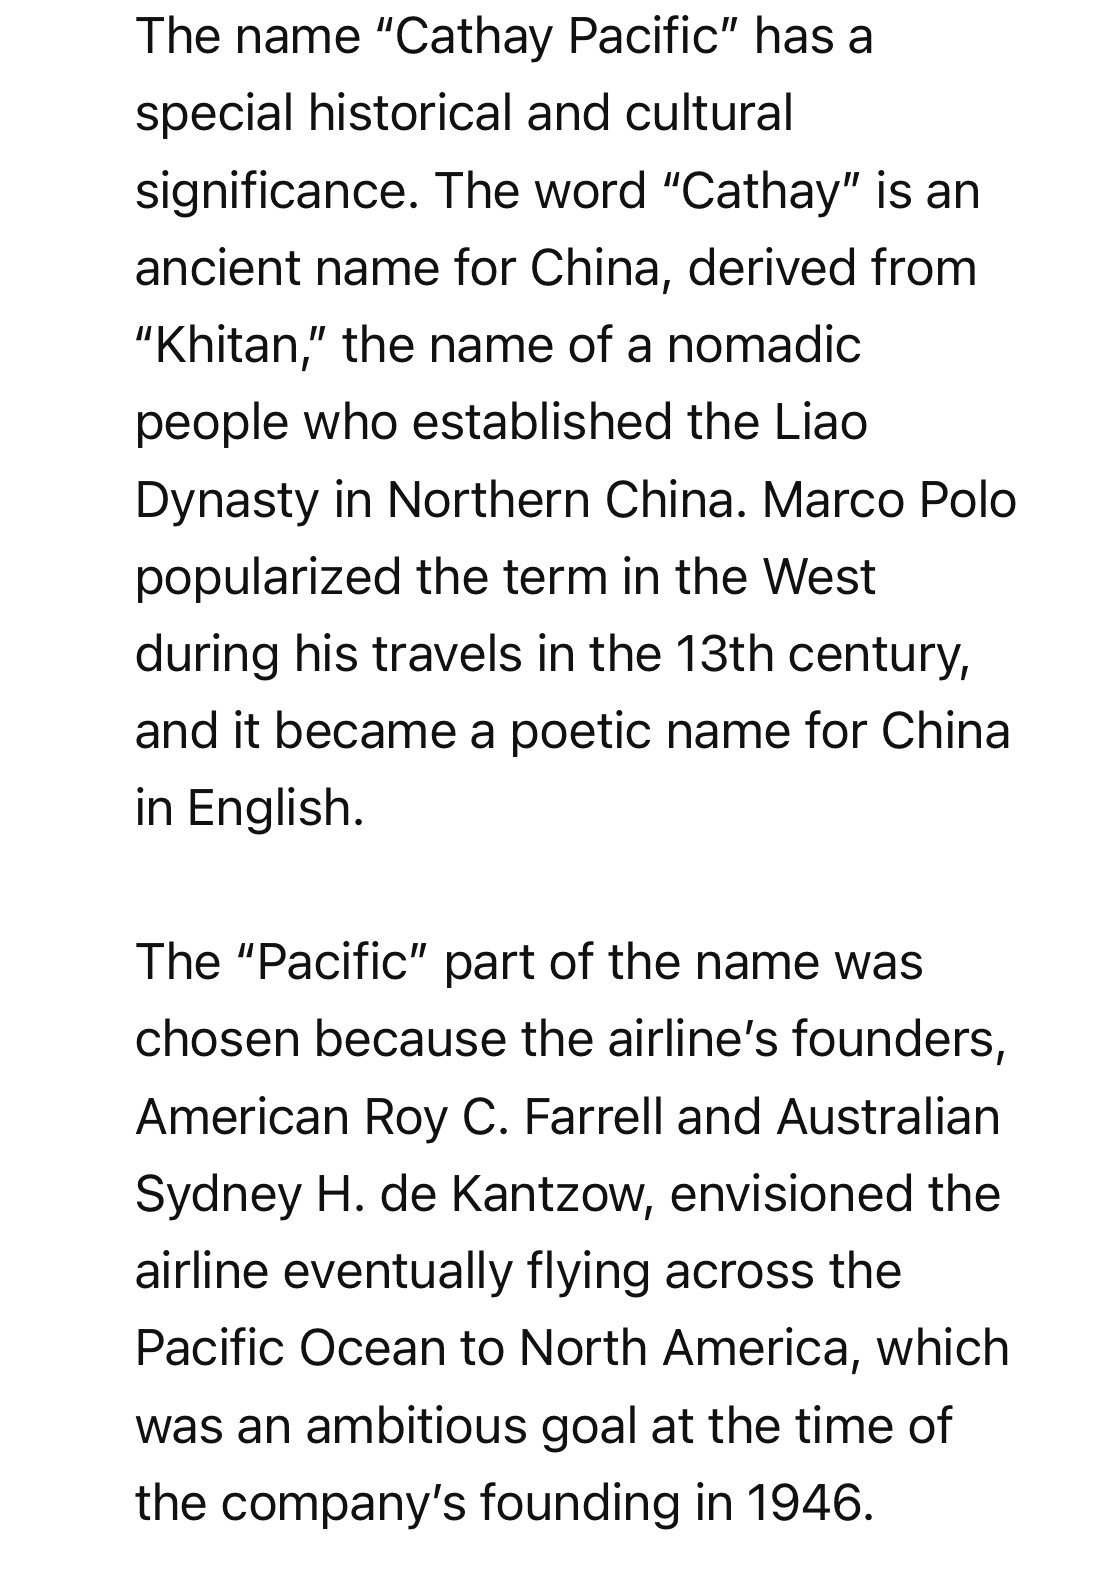 The name “Cathay Pacific” has a
special historical and cultural
significance. The word “Cathay” is an
ancient name for China, derived from
“Khitan,” the name of a nomadic
people who established the Liao
Dynasty in Northern China. Marco Polo
popularized the term in the West
during his travels in the 13th century,
and it became a poetic name for China
in English.
The “Pacific” part of the name was
chosen because the airline’s founders,
American Roy C. Farrell and Australian
Sydney H. de Kantzow, envisioned the
airline eventually flying across the
Pacific Ocean to North America, which
was an ambitious goal at the time of
the company’s founding in 1946.